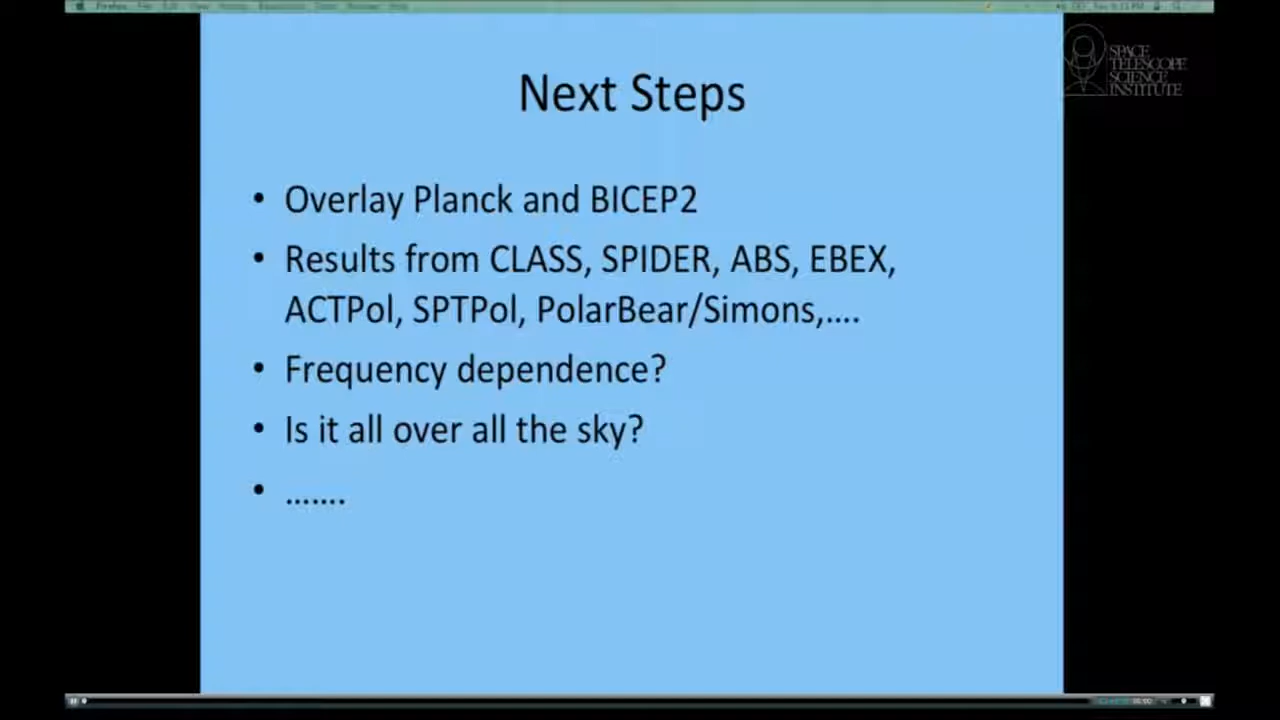 Next Steps
• Overlay Planck and BICEP2
• Results from CLASS, SPIDER, ABS, EBEX,
ACTPol, SPTPol, PolarBear/Simons,....
• Frequency dependence?
• Is it all over all the sky?
• .......
SPACE
TELESCOPE
SCIENCE
INSTITUTE